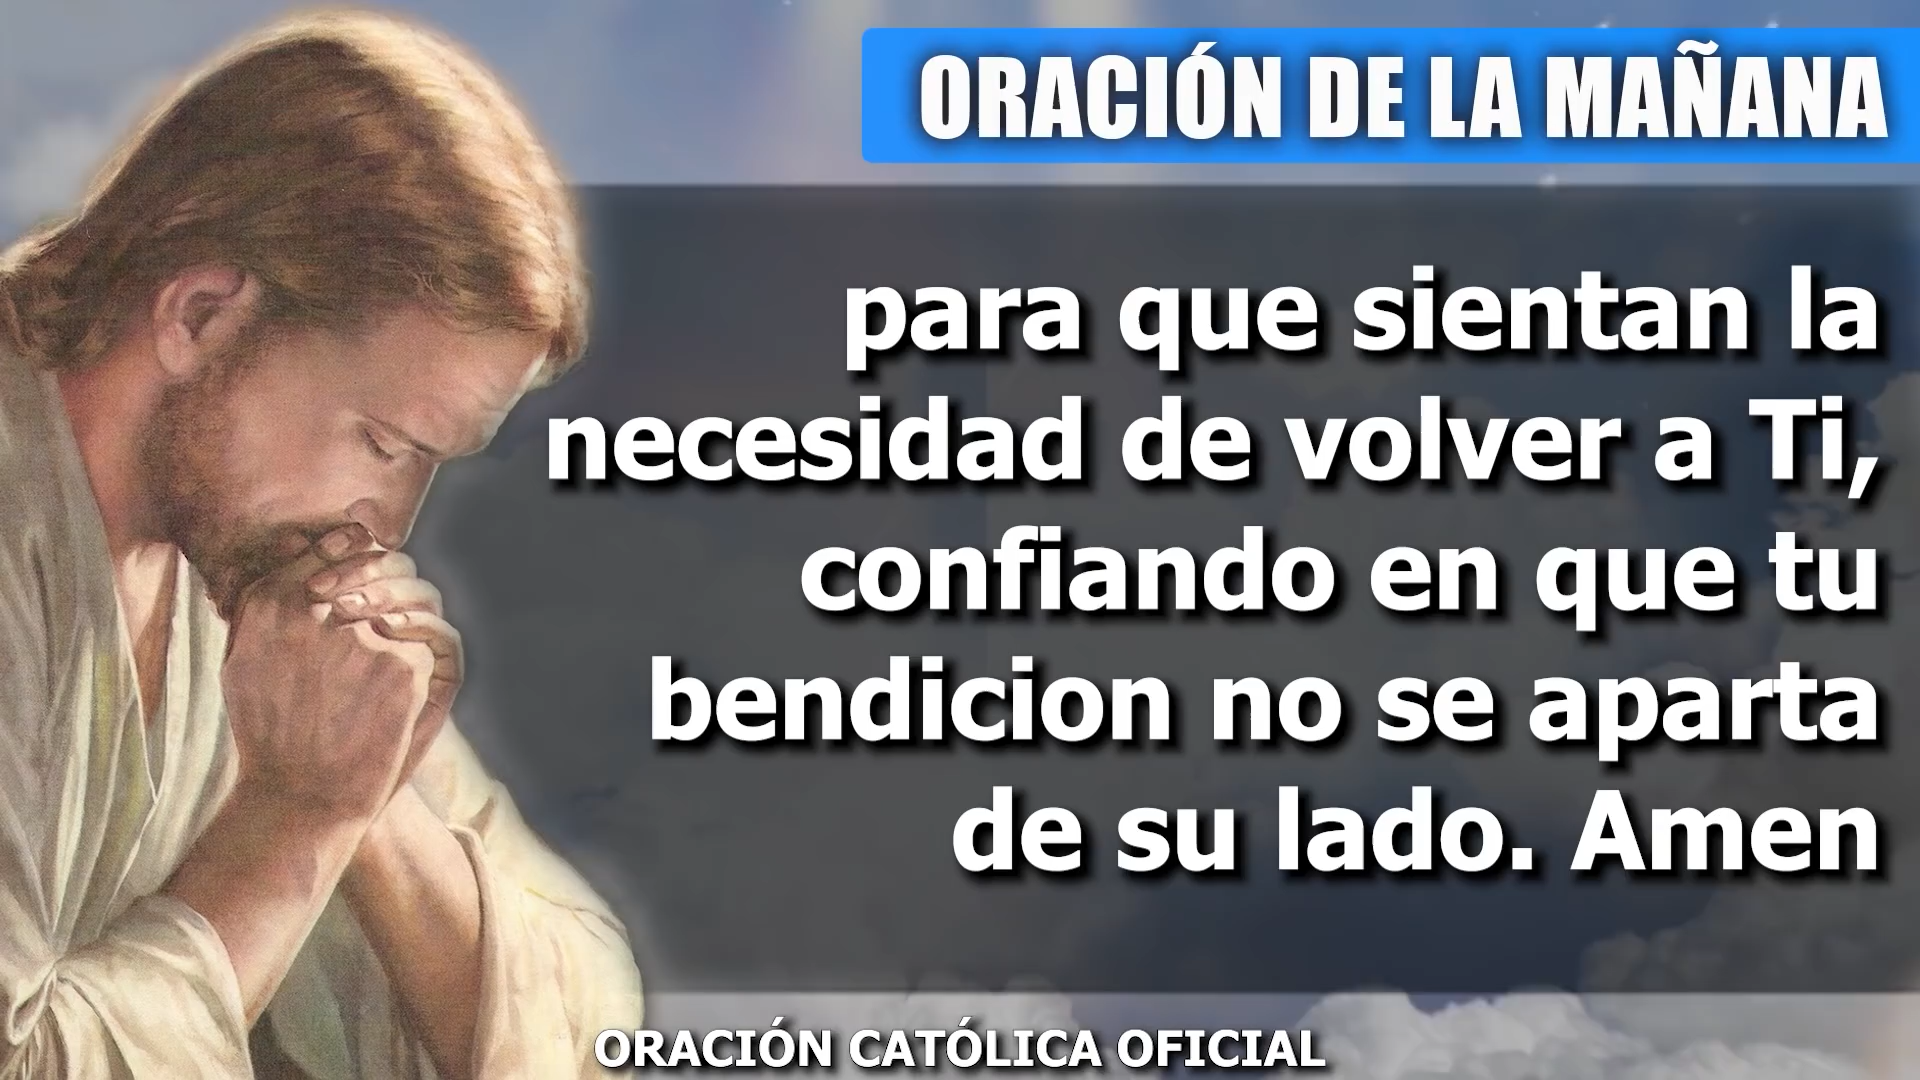 ORACIÓN DE LA MAÑANA
para que sientan la
necesidad de volver a Ti,
confiando en que tu
bendicion no se aparta
de su lado. Amen
ORACIÓN CATÓLICA OFICIAL